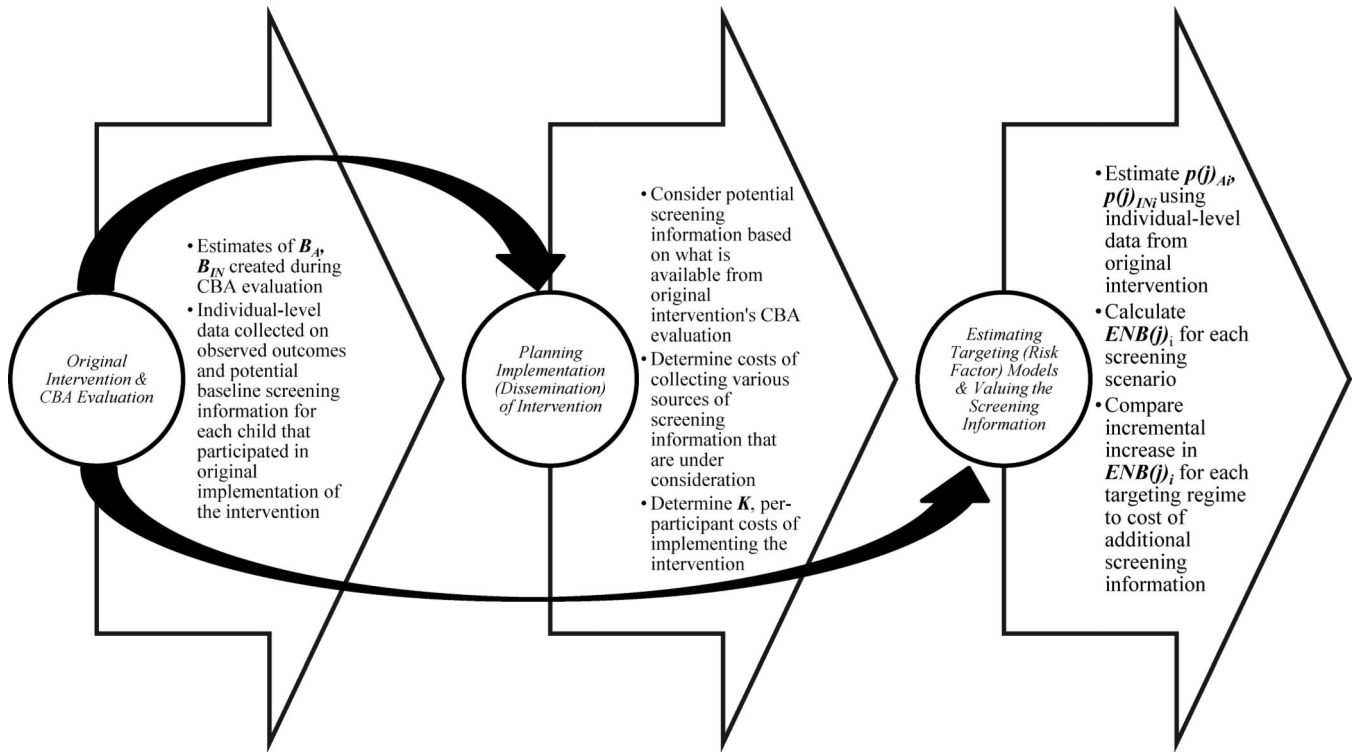 Original
Intervention &
CBA Evaluation
• Estimates of B_A,
B_IN created during
CBA evaluation
• Individual-level
data collected on
observed outcomes
and potential
baseline screening
information for
each child that
participated in
original
implementation of
the intervention
Planning
Implementation
(Dissemination)
of Intervention
• Consider potential
screening
information based
on what is
available from
original
intervention's CBA
evaluation
• Determine costs of
collecting various
sources of
screening
information that
are under
consideration
• Determine K, per-
participant costs of
implementing the
intervention
Estimating
Targeting (Risk
Factor) Models
& Valuing the
Screening
Information
• Estimate p(j)_Ai,
p(j)_INi using
individual-level
data from
original
intervention
• Calculate
ENB(j)_i for each
screening
scenario
• Compare
incremental
increase in
ENB(j)_i for each
targeting regime
to cost of
additional
screening
information